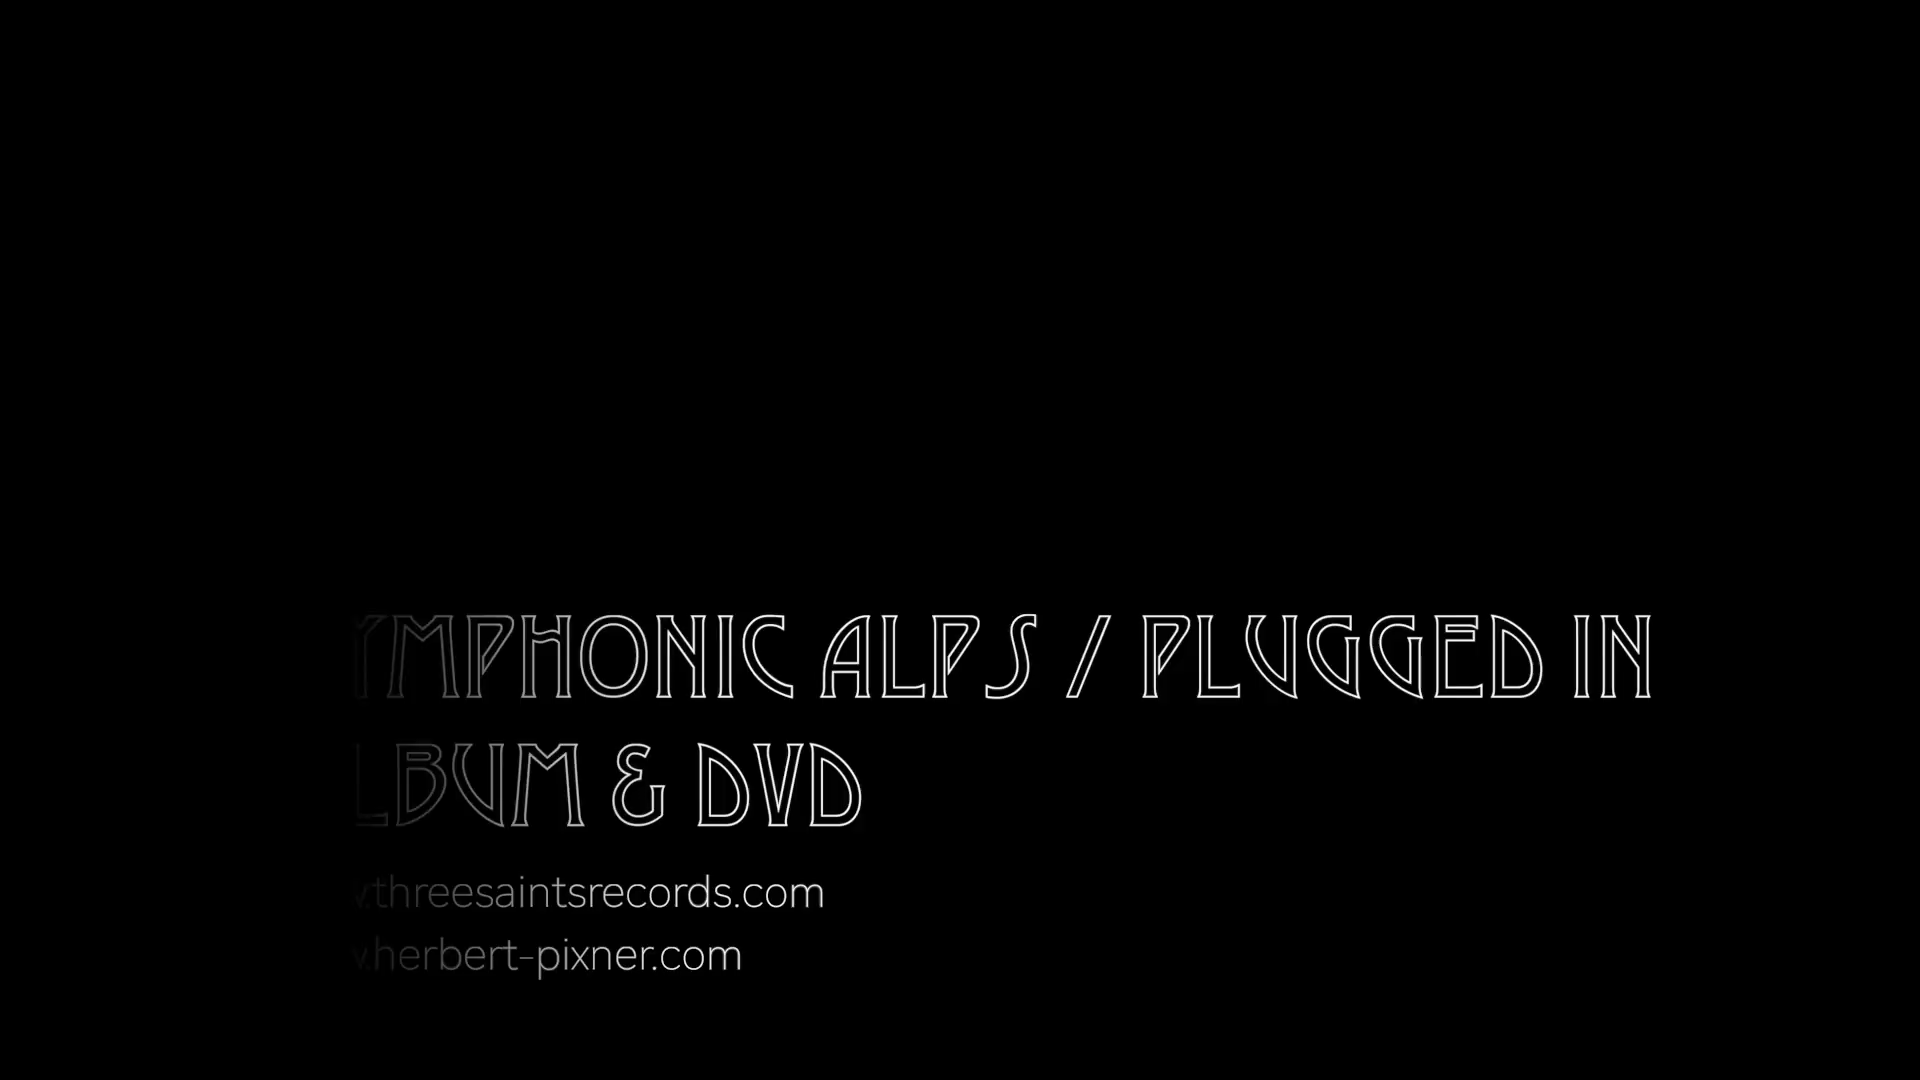 YMPHONIC ALPS / PLUGGED IN
LBUM & DVD
.threesaintsrecords.com
.herbert-pixner.com